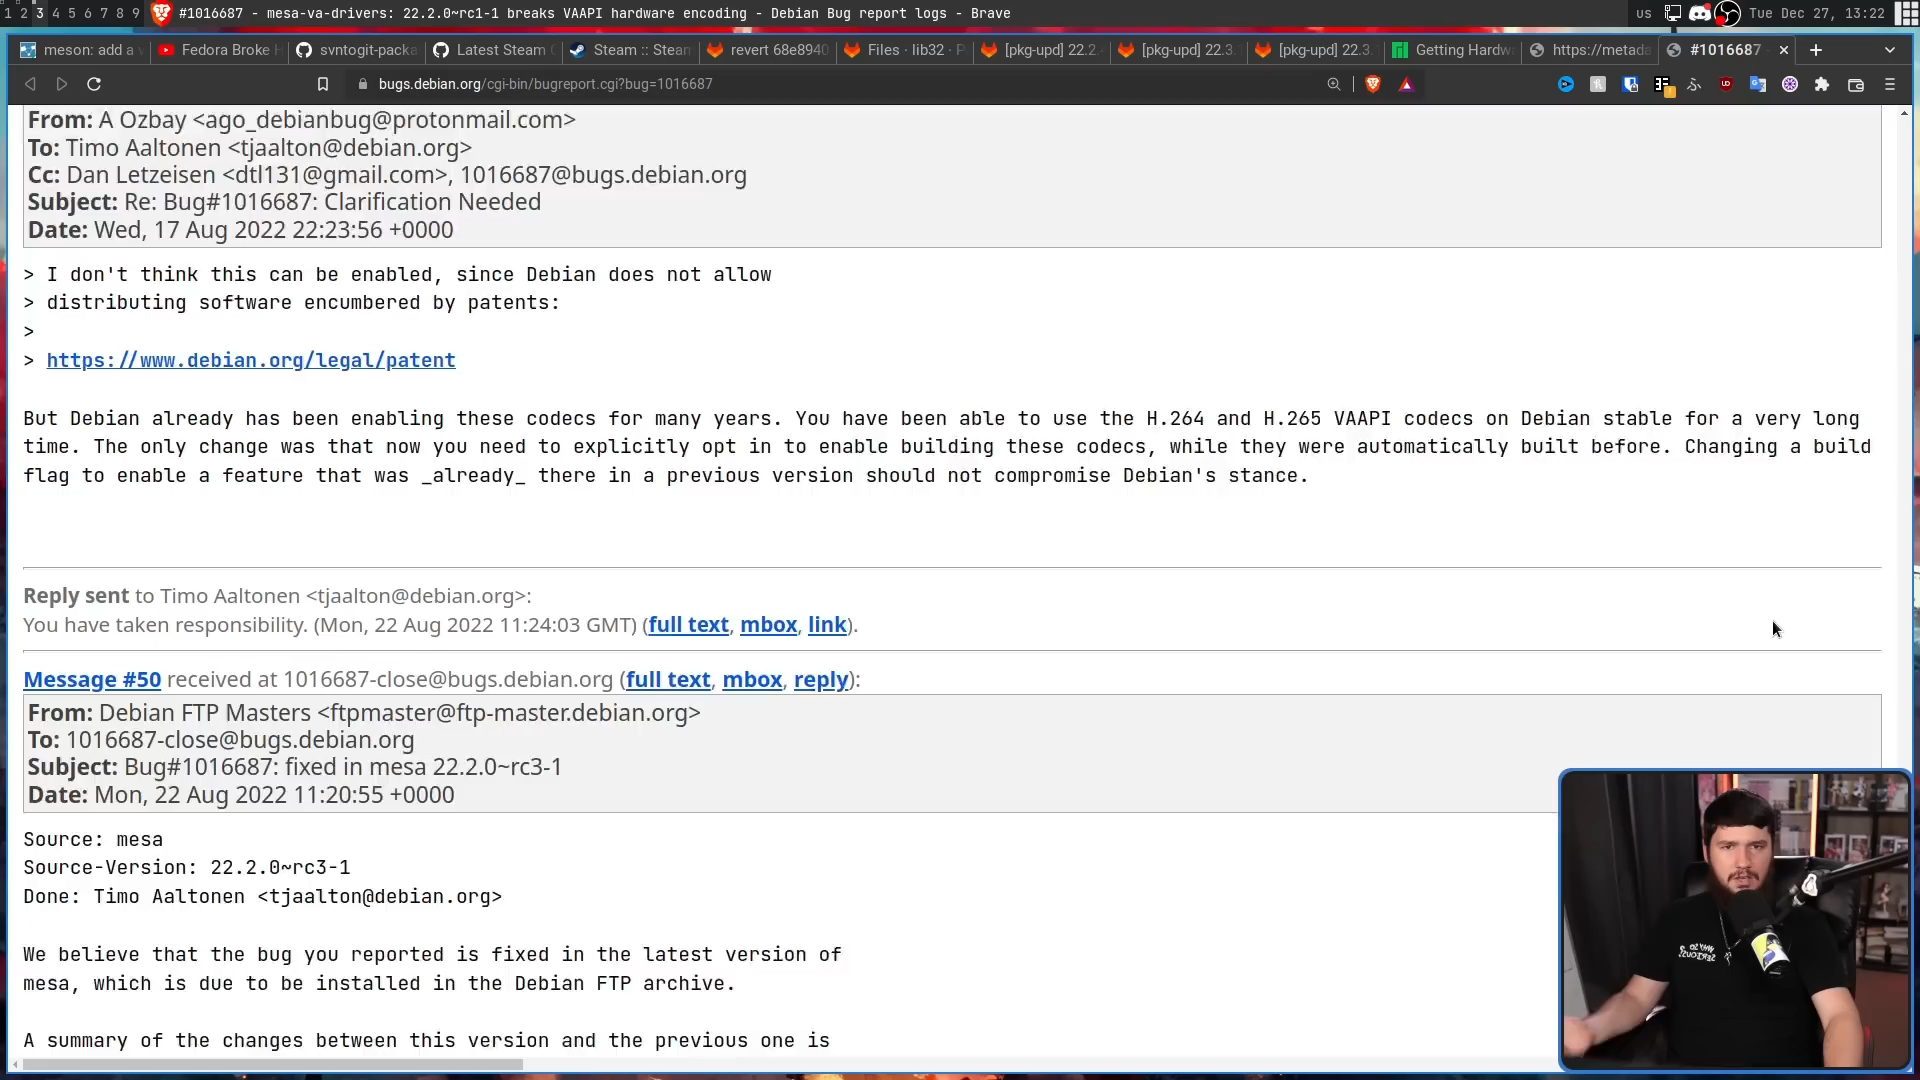 1 2 3 4 5 6 7 8 9 #1016687 - mesa-va-drivers: 22.2.0~rc1-1 breaks VAAPI hardware encoding - Debian Bug report logs - Brave us Tue Dec 27, 13:22
meson: add a v Fedora Broke H svntogit-packa Latest Steam C Steam :: Steam revert 68e8940 Files · lib32 · P [pkg-upd] 22.2. [pkg-upd] 22.3. [pkg-upd] 22.3. Getting Hardw https://metada #1016687
bugs.debian.org/cgi-bin/bugreport.cgi?bug=1016687
From: A Ozbay <ago_debianbug@protonmail.com>
To: Timo Aaltonen <tjaalton@debian.org>
Cc: Dan Letzeisen <dtl131@gmail.com>, 1016687@bugs.debian.org
Subject: Re: Bug#1016687: Clarification Needed
Date: Wed, 17 Aug 2022 22:23:56 +0000
> I don't think this can be enabled, since Debian does not allow
> distributing software encumbered by patents:
>
> https://www.debian.org/legal/patent
But Debian already has been enabling these codecs for many years. You have been able to use the H.264 and H.265 VAAPI codecs on Debian stable for a very long
time. The only change was that now you need to explicitly opt in to enable building these codecs, while they were automatically built before. Changing a build
flag to enable a feature that was _already_ there in a previous version should not compromise Debian's stance.
Reply sent to Timo Aaltonen <tjaalton@debian.org>:
You have taken responsibility. (Mon, 22 Aug 2022 11:24:03 GMT) (full text, mbox, link).
Message #50 received at 1016687-close@bugs.debian.org (full text, mbox, reply):
From: Debian FTP Masters <ftpmaster@ftp-master.debian.org>
To: 1016687-close@bugs.debian.org
Subject: Bug#1016687: fixed in mesa 22.2.0~rc3-1
Date: Mon, 22 Aug 2022 11:20:55 +0000
Source: mesa
Source-Version: 22.2.0~rc3-1
Done: Timo Aaltonen <tjaalton@debian.org>
We believe that the bug you reported is fixed in the latest version of
mesa, which is due to be installed in the Debian FTP archive.
A summary of the changes between this version and the previous one is